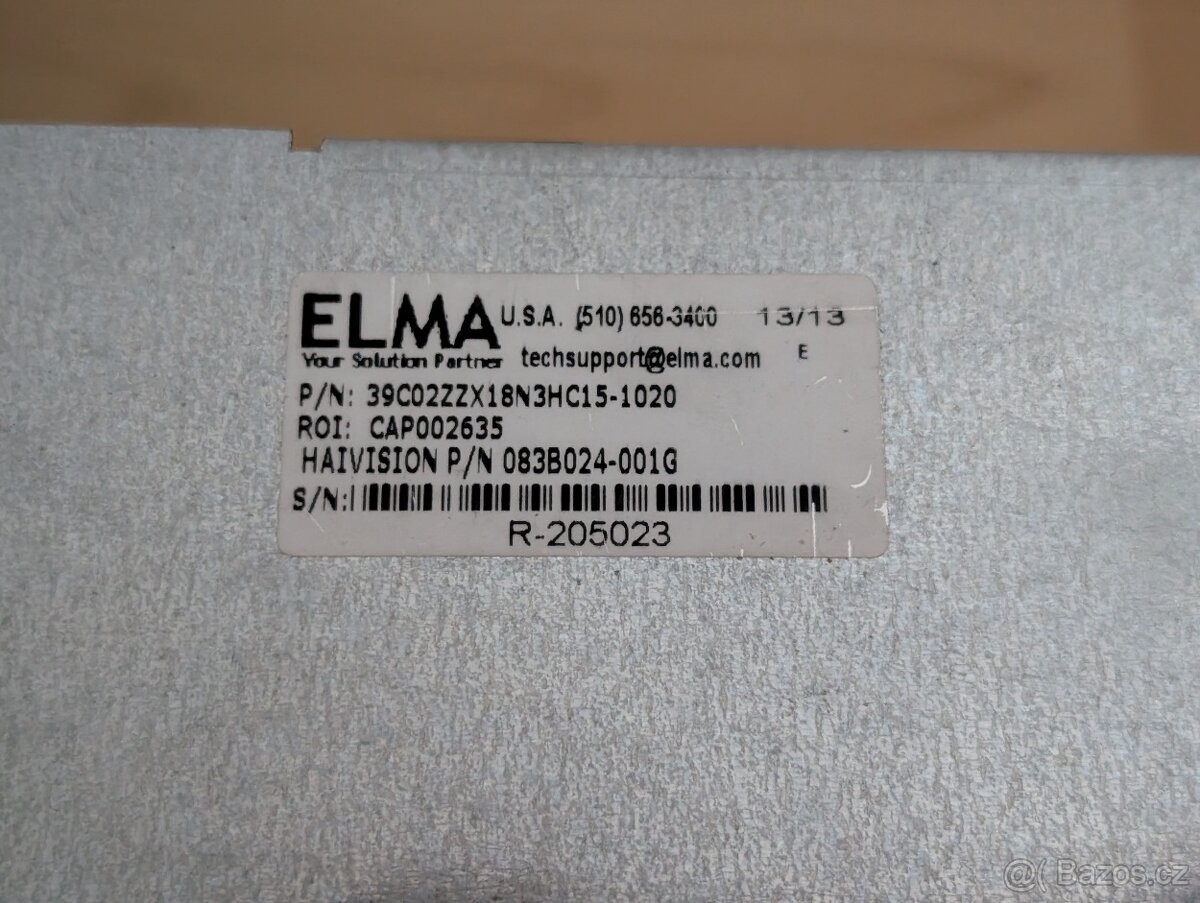 ELMA U.S.A. (510) 656-3400 13/13
Your Solution Partner techsupport@elma.com E
P/N: 39C02ZZX18N3HC15-1020
ROI: CAP002635
HAIVISION P/N 083B024-001G
S/N:
R-205023
@( Bazos.cz